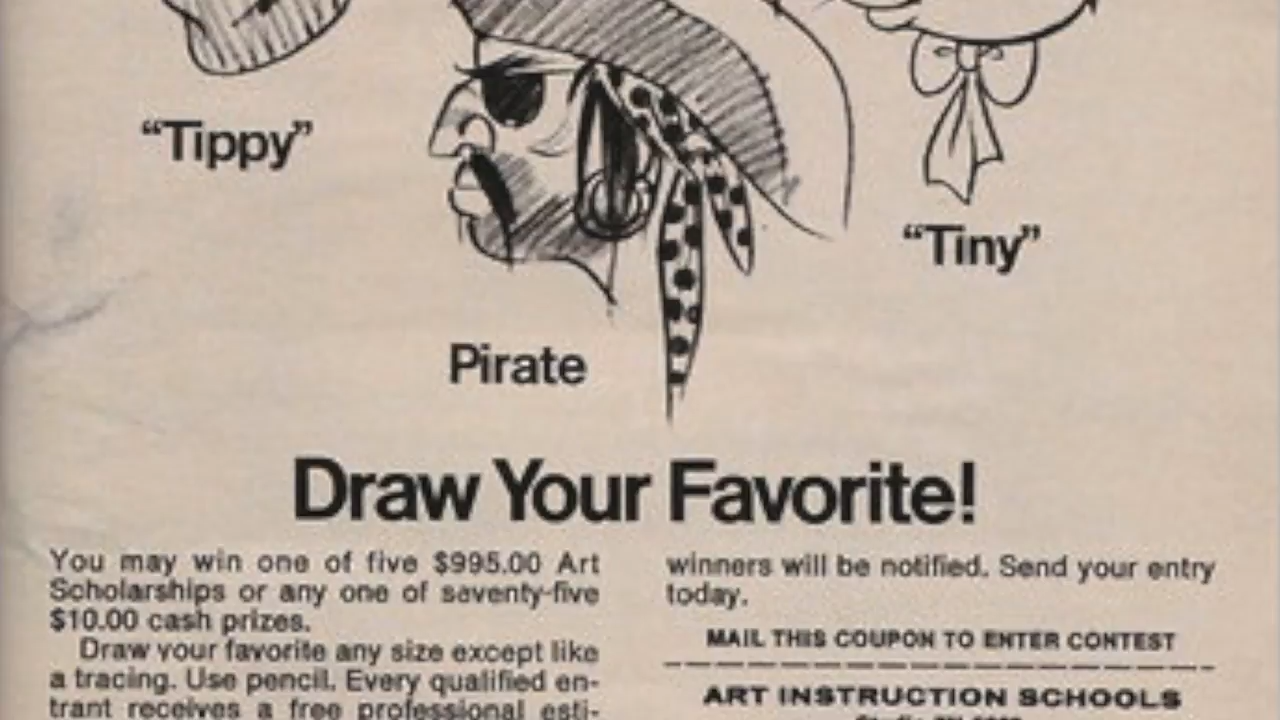 “Tippy”
“Tiny”
Pirate
Draw Your Favorite!
You may win one of five $995.00 Art
Scholarships or any one of seventy-five
$10.00 cash prizes.
Draw your favorite any size except like
a tracing. Use pencil. Every qualified en-
trant receives a free professional esti-
winners will be notified. Send your entry
today.
MAIL THIS COUPON TO ENTER CONTEST
ART INSTRUCTION SCHOOLS